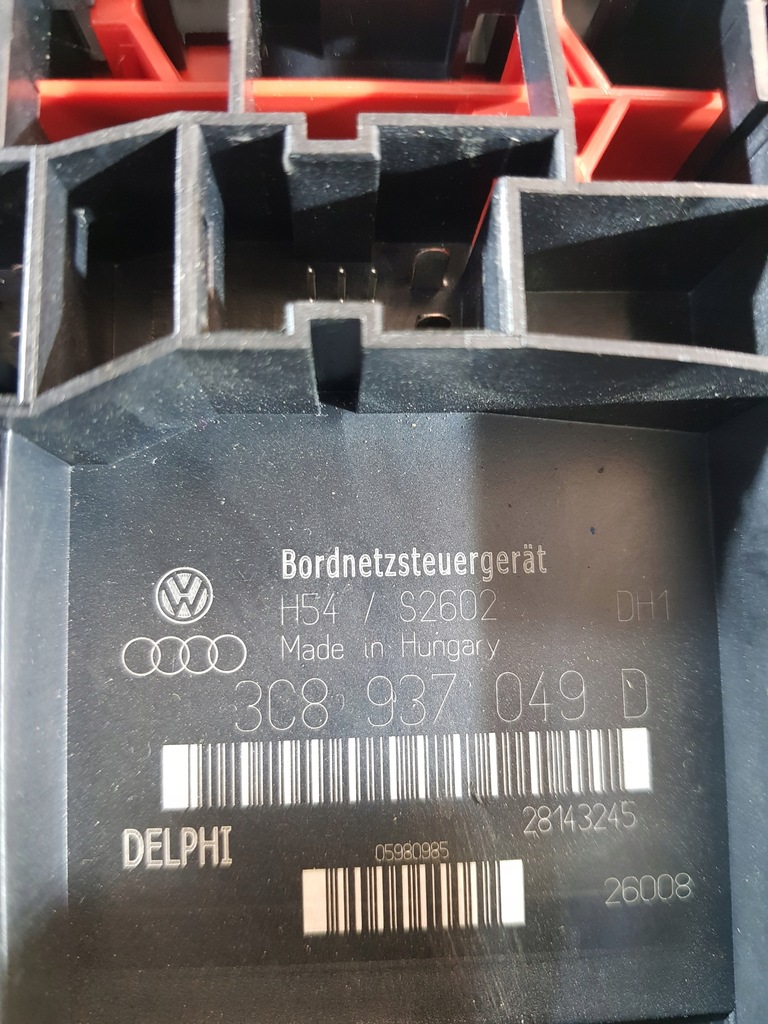 Bordnetzsteuergerät
H54 / S2602 DH1
Made in Hungary
3C8 937 049 D
28143245
DELPHI
05980985
26008